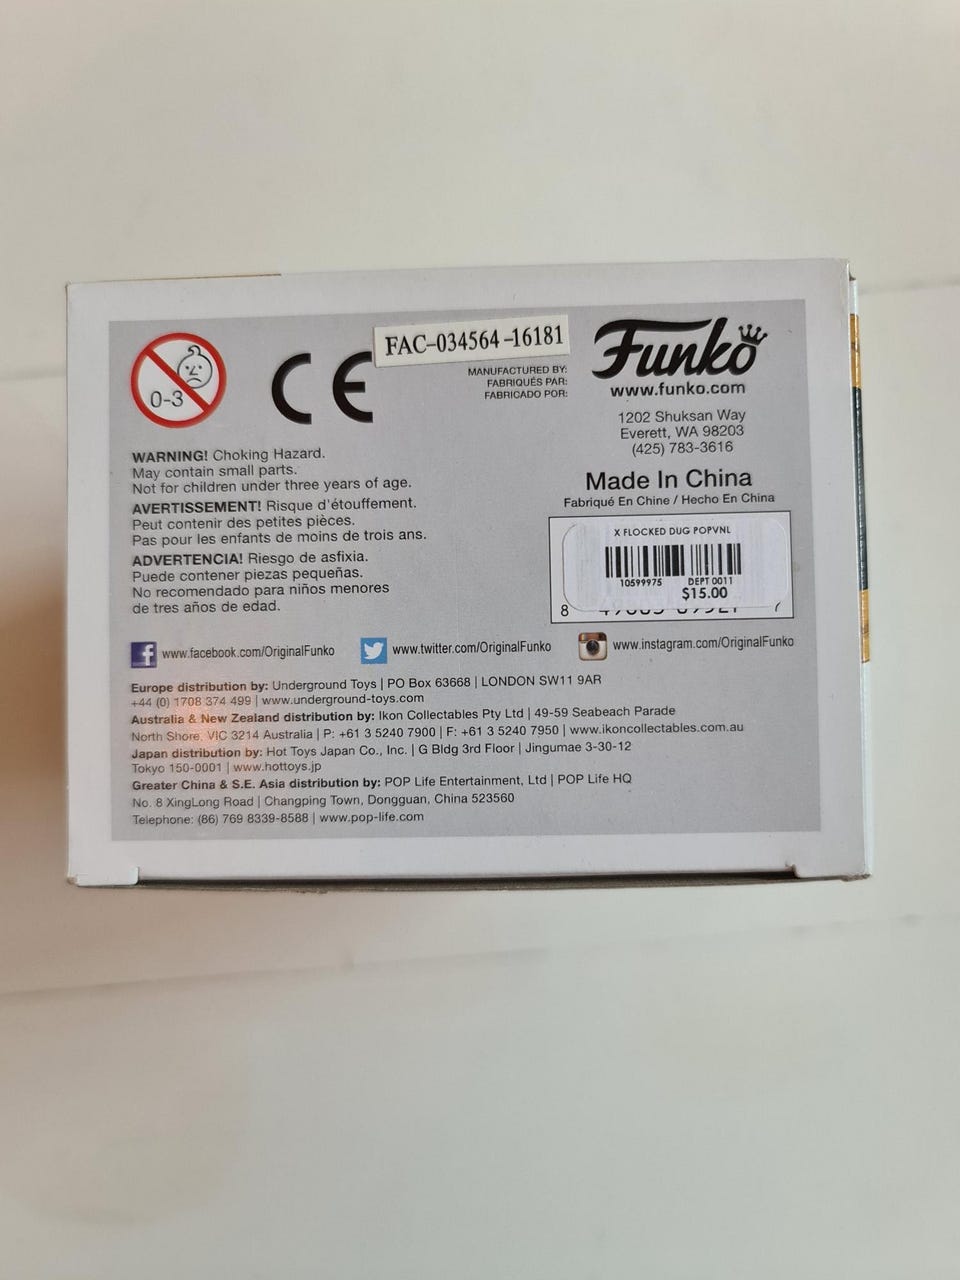 0-3
CE
FAC-034564-16181
MANUFACTURED BY:
FABRIQUÉS PAR:
FABRICADO POR:
Funko
www.funko.com
1202 Shuksan Way
Everett, WA 98203
(425) 783-3616
Made In China
Fabriqué En Chine / Hecho En China
WARNING! Choking Hazard.
May contain small parts.
Not for children under three years of age.
AVERTISSEMENT! Risque d'étouffement.
Peut contenir des petites pièces.
Pas pour les enfants de moins de trois ans.
ADVERTENCIA! Riesgo de asfixia.
Puede contener piezas pequeñas.
No recomendado para niños menores
de tres años de edad.
X FLOCKED DUG POPVNL
10599975 DEPT 0011
$15.00
8
www.facebook.com/OriginalFunko
www.twitter.com/OriginalFunko
www.instagram.com/OriginalFunko
Europe distribution by: Underground Toys | PO Box 63668 | LONDON SW11 9AR
+44 (0) 1708 374 499 | www.underground-toys.com
Australia & New Zealand distribution by: Ikon Collectables Pty Ltd | 49-59 Seabeach Parade
North Shore, VIC 3214 Australia | P: +61 3 5240 7900 | F: +61 3 5240 7950 | www.ikoncollectables.com.au
Japan distribution by: Hot Toys Japan Co., Inc. | G Bldg 3rd Floor | Jingumae 3-30-12
Tokyo 150-0001 | www.hottoys.jp
Greater China & S.E. Asia distribution by: POP Life Entertainment, Ltd | POP Life HQ
No. 8 XingLong Road | Changping Town, Dongguan, China 523560
Telephone: (86) 769 8339-8588 | www.pop-life.com